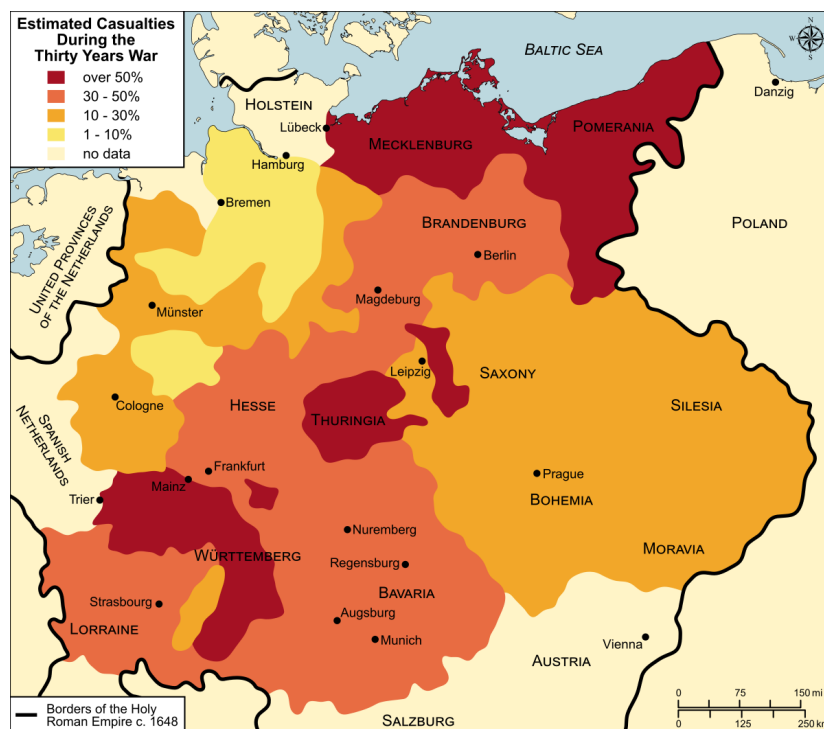 Estimated Casualties
During the
Thirty Years War
over 50%
30 - 50%
10 - 30%
1 - 10%
no data
BALTIC SEA
N
W
E
S
HOLSTEIN
Danzig
Lübeck
MECKLENBURG
POMERANIA
Hamburg
Bremen
BRANDENBURG
POLAND
UNITED PROVINCES
OF THE NETHERLANDS
Berlin
Magdeburg
Münster
Leipzig
SAXONY
Cologne
HESSE
THURINGIA
SILESIA
SPANISH
NETHERLANDS
Frankfurt
Mainz
Prague
Trier
BOHEMIA
Nuremberg
MORAVIA
WÜRTTEMBERG
Regensburg
BAVARIA
Strasbourg
Augsburg
LORRAINE
Munich
Vienna
AUSTRIA
SALZBURG
0 75 150 mi
0 125 250 km
Borders of the Holy
Roman Empire c. 1648